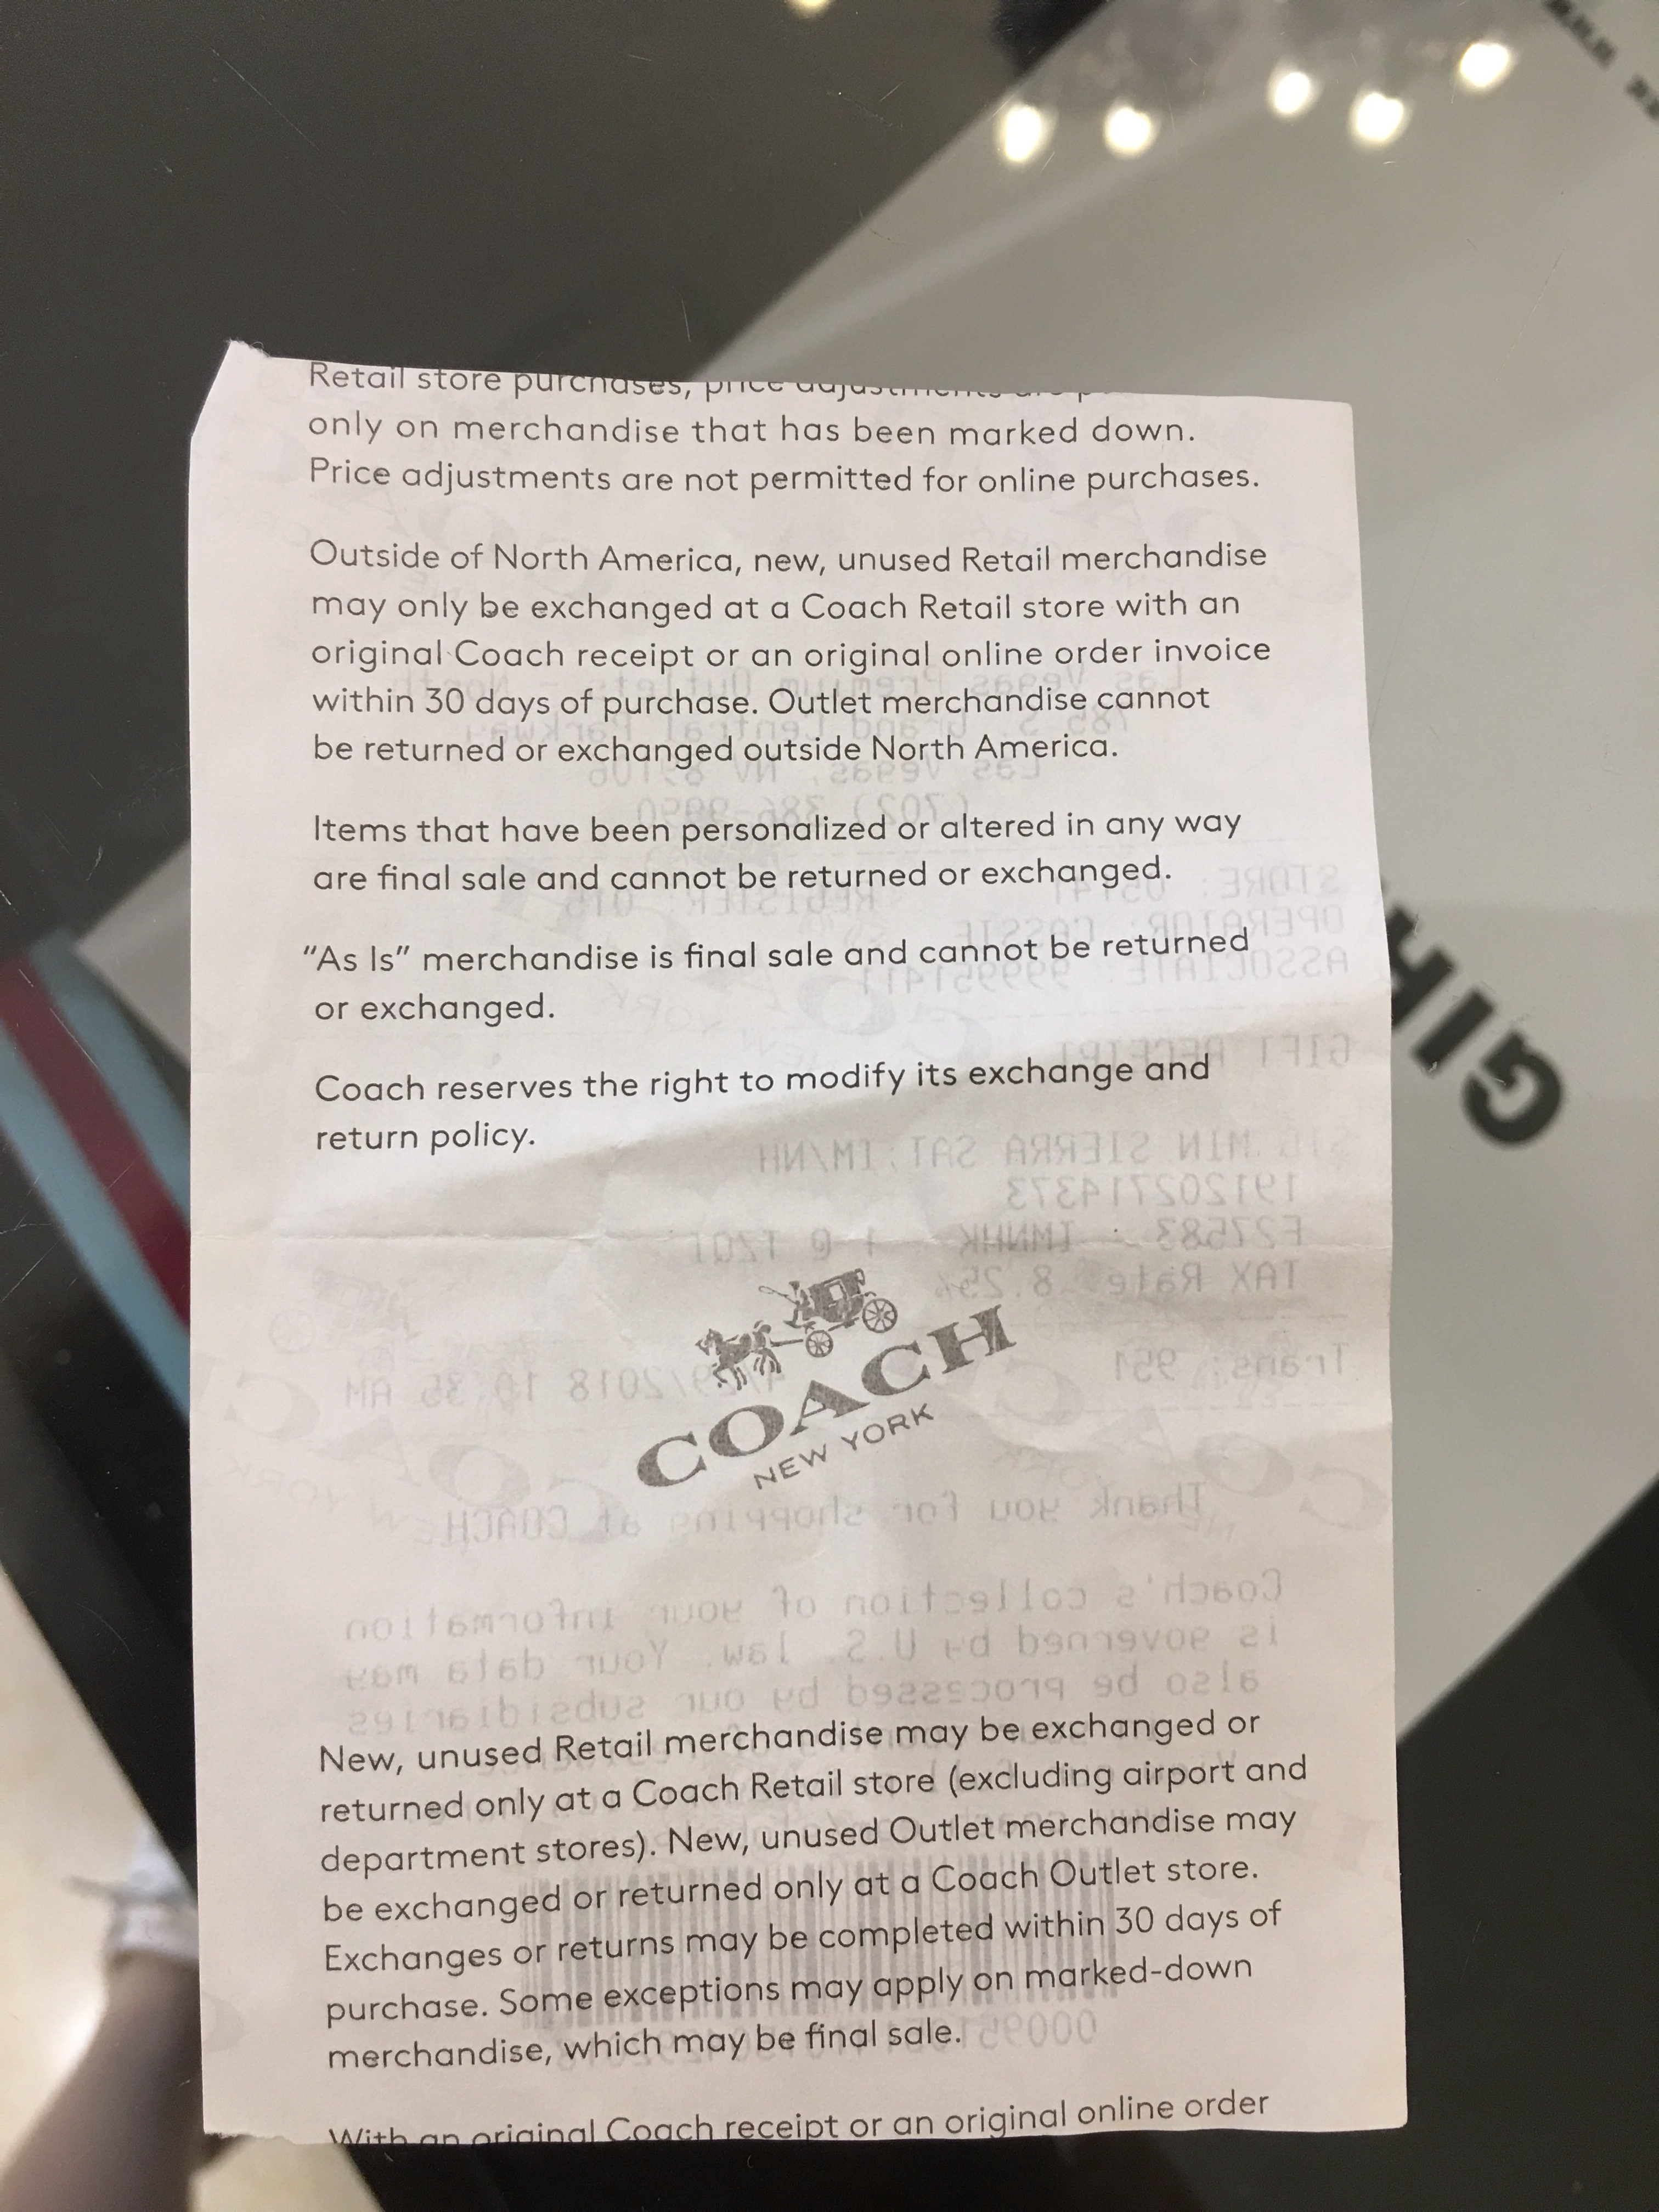 Retail store purchases, price adjustments are
only on merchandise that has been marked down.
Price adjustments are not permitted for online purchases.
Outside of North America, new, unused Retail merchandise
may only be exchanged at a Coach Retail store with an
original Coach receipt or an original online order invoice
within 30 days of purchase. Outlet merchandise cannot
be returned or exchanged outside North America.
Items that have been personalized or altered in any way
are final sale and cannot be returned or exchanged.
“As Is” merchandise is final sale and cannot be returned
or exchanged.
Coach reserves the right to modify its exchange and
return policy.
COACH
NEW YORK
New, unused Retail merchandise may be exchanged or
returned only at a Coach Retail store (excluding airport and
department stores). New, unused Outlet merchandise may
be exchanged or returned only at a Coach Outlet store.
Exchanges or returns may be completed within 30 days of
purchase. Some exceptions may apply on marked-down
merchandise, which may be final sale.
With an original Coach receipt or an original online order